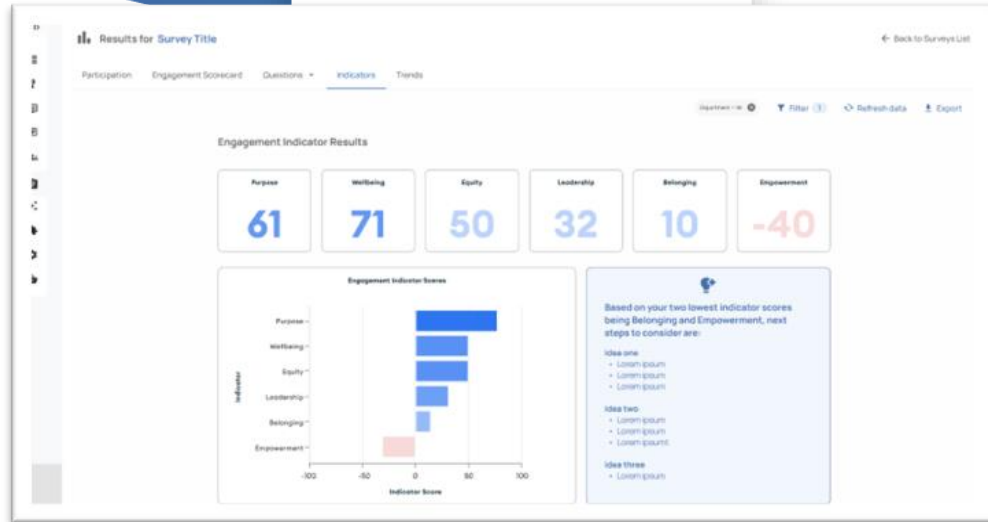 Results for Survey Title
← Back to Surveys List
Participation Engagement Scorecard Questions Indicators Trends
Filter 1 Refresh data Export
Engagement Indicator Results
Purpose Wellbeing Equity Leadership Belonging Empowerment
61 71 50 32 10 -40
Engagement Indicator Scores
Purpose
Wellbeing
Equity
Leadership
Belonging
Empowerment
Indicator
-100 -50 0 50 100
Indicator Score
Based on your two lowest indicator scores
being Belonging and Empowerment, next
steps to consider are:
Idea one
• Lorem ipsum
• Lorem ipsum
• Lorem ipsum
Idea two
• Lorem ipsum
• Lorem ipsum
• Lorem ipsumt
Idea three
• Lorem ipsum